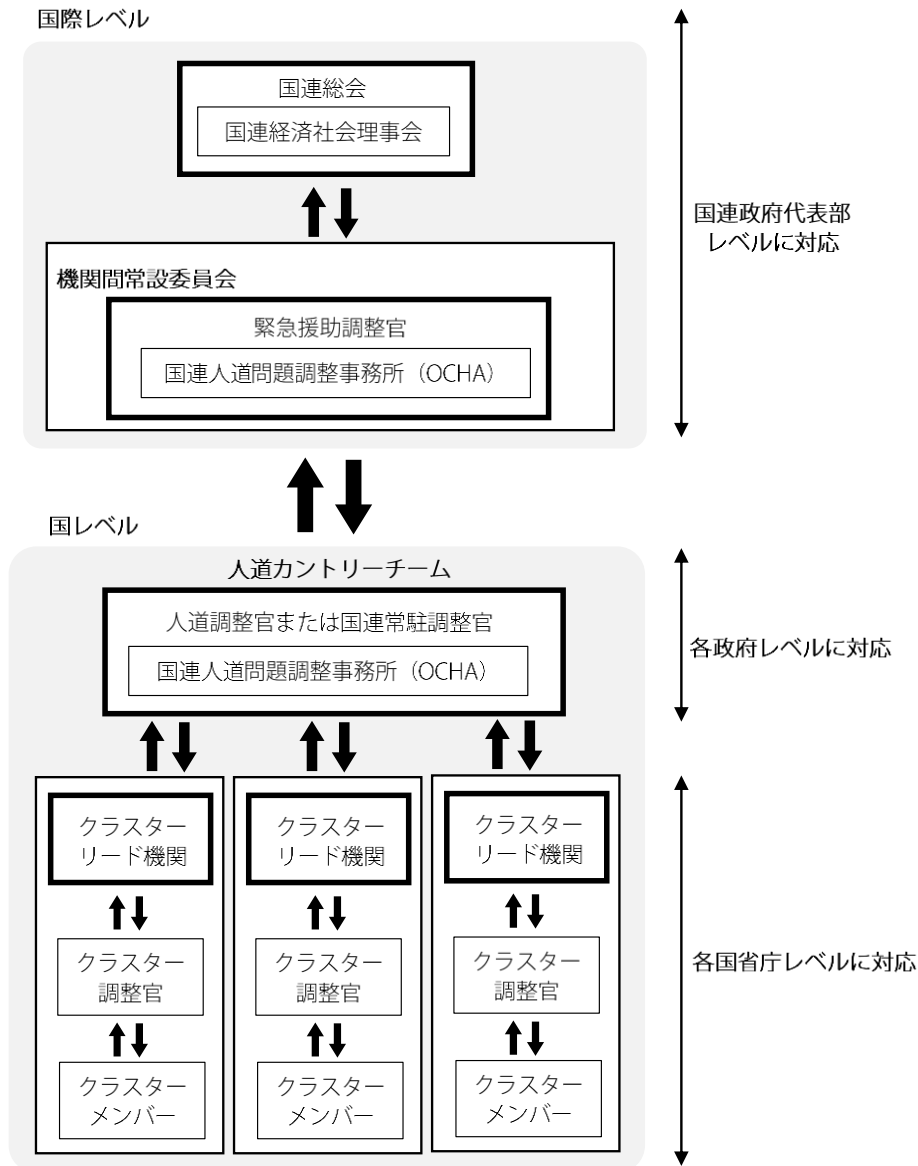 国際レベル
国連総会
国連経済社会理事会
国連政府代表部
レベルに対応
機関間常設委員会
緊急援助調整官
国連人道問題調整事務所（OCHA）
国レベル
人道カントリーチーム
人道調整官または国連常駐調整官
国連人道問題調整事務所（OCHA）
各政府レベルに対応
クラスター
リード機関
クラスター
調整官
クラスター
メンバー
クラスター
リード機関
クラスター
調整官
クラスター
メンバー
クラスター
リード機関
クラスター
調整官
クラスター
メンバー
各国省庁レベルに対応